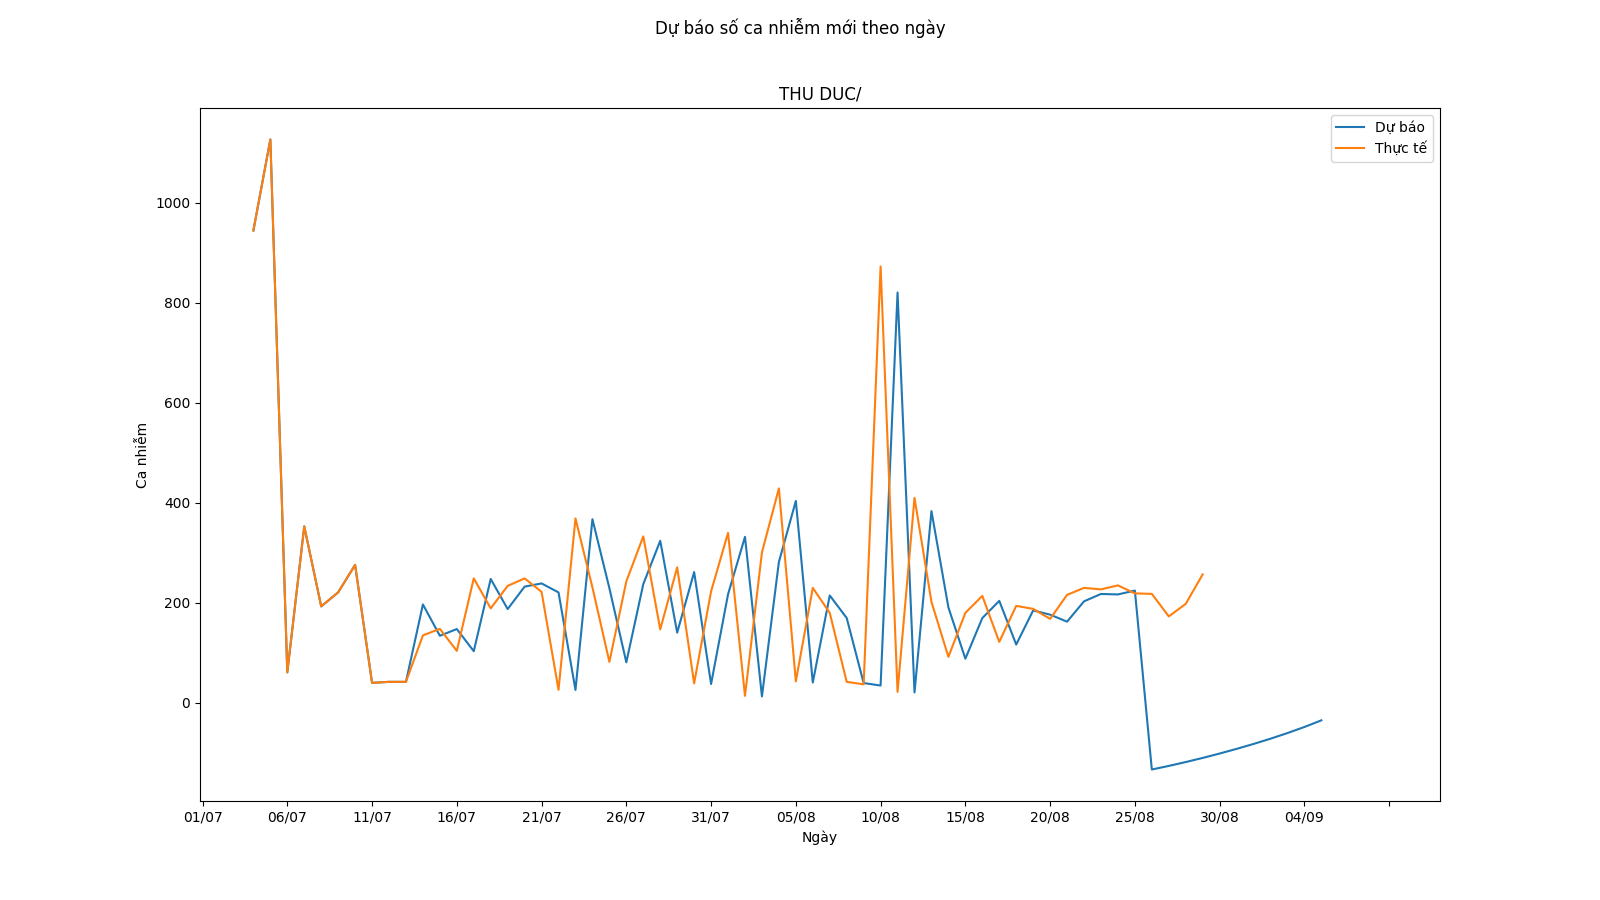 Dự báo số ca nhiễm mới theo ngày
THU DUC/
Dự báo
Thực tế
1000
800
600
400
200
0
Ca nhiễm
01/07 06/07 11/07 16/07 21/07 26/07 31/07 05/08 10/08 15/08 20/08 25/08 30/08 04/09
Ngày